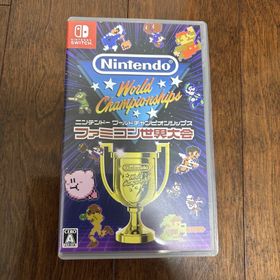 NINTENDO
SWITCH
Nintendo
World
Championships
ニンテンドー ワールドチャンピオンシップス
ファミコン世界大会
CERO
A